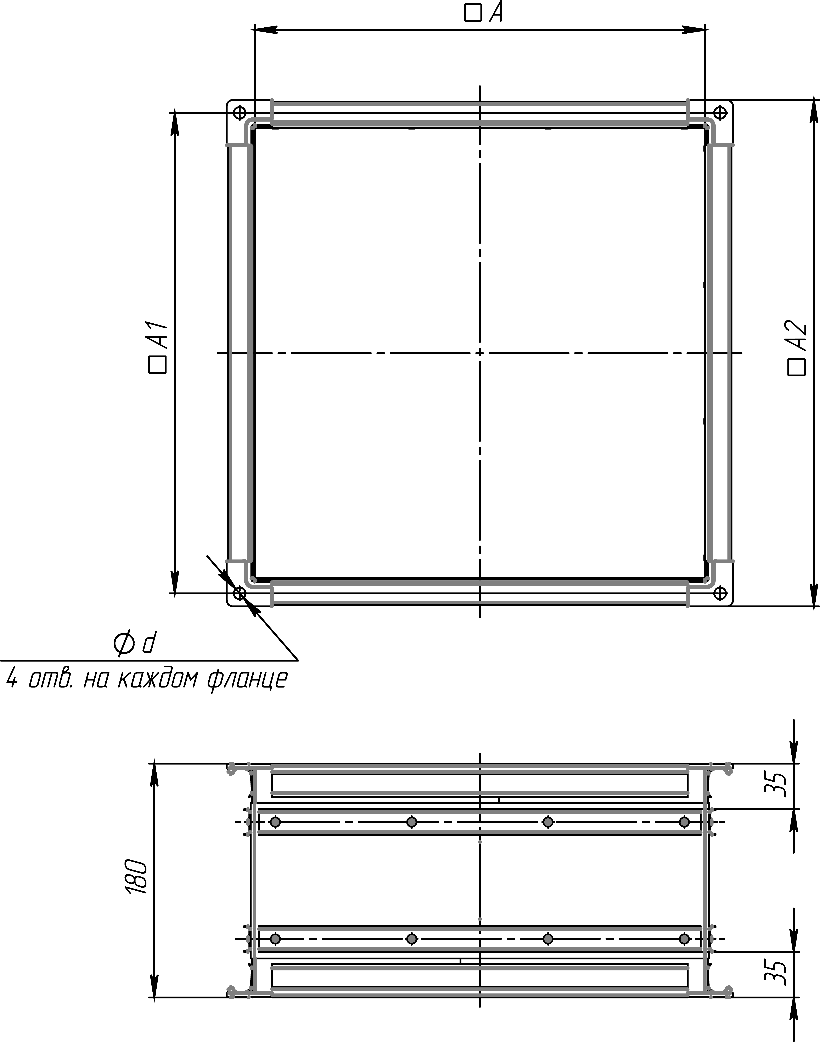 □ A
□ A1
□ A2
⌀ d
4 отв. на каждом фланце
35
180
35